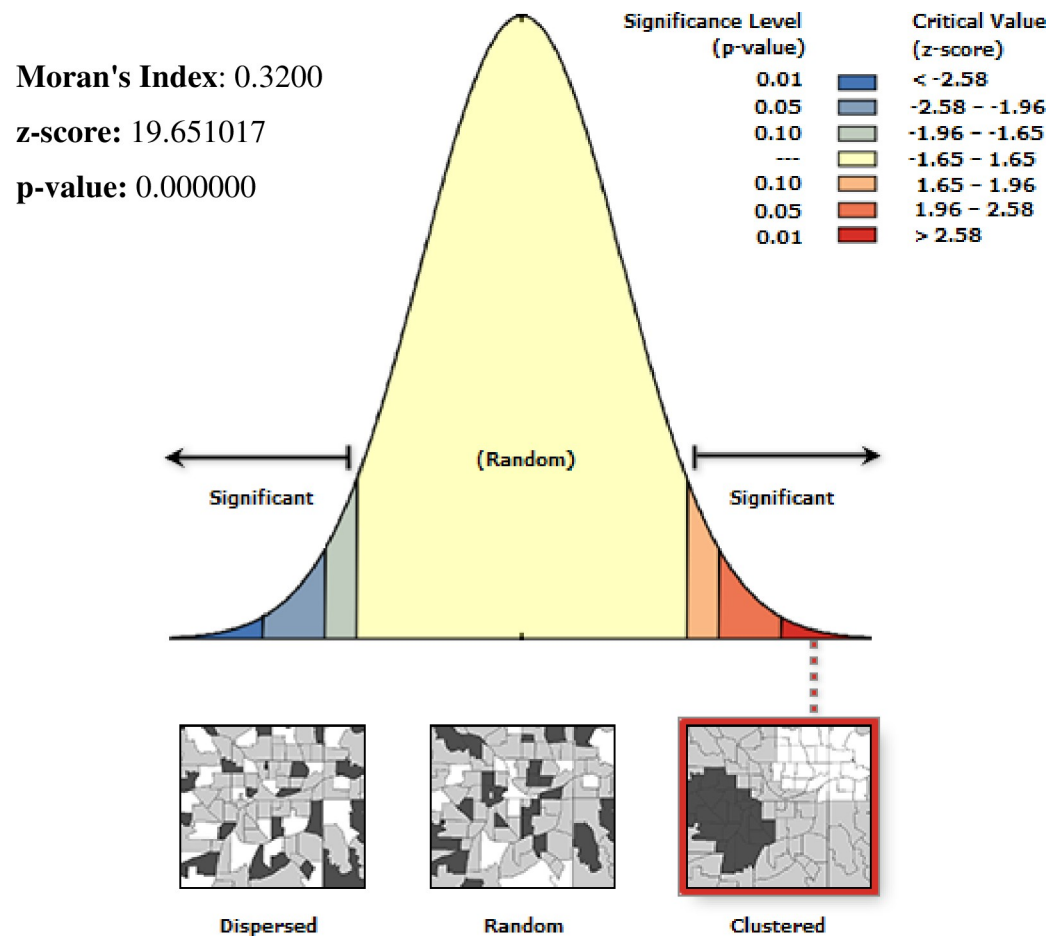 Moran's Index: 0.3200
z-score: 19.651017
p-value: 0.000000
Significance Level
(p-value)
Critical Value
(z-score)
0.01 < -2.58
0.05 -2.58 – -1.96
0.10 -1.96 – -1.65
--- -1.65 – 1.65
0.10 1.65 – 1.96
0.05 1.96 – 2.58
0.01 > 2.58
(Random)
Significant
Significant
Dispersed
Random
Clustered